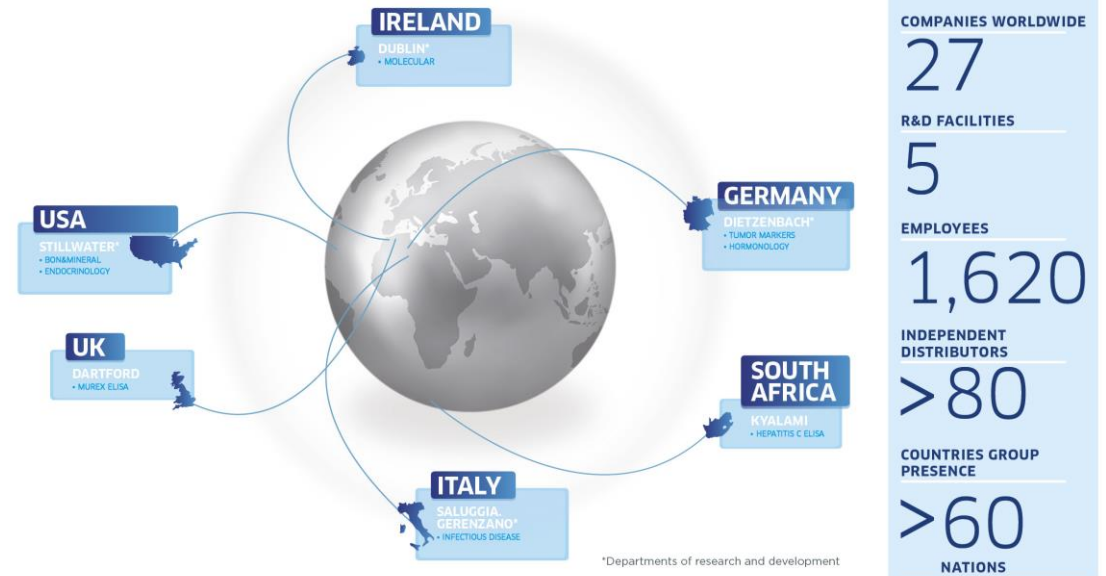 IRELAND
DUBLIN*
• MOLECULAR
USA
STILLWATER*
• BON&MINERAL
• ENDOCRINOLOGY
GERMANY
DIETZENBACH*
• TUMOR MARKERS
• HORMONOLOGY
UK
DARTFORD
• MUREX ELISA
SOUTH
AFRICA
KYALAMI
• HEPATITIS C ELISA
ITALY
SALUGGIA.
GERENZANO*
• INFECTIOUS DISEASE
*Departments of research and development
COMPANIES WORLDWIDE
27
R&D FACILITIES
5
EMPLOYEES
1,620
INDEPENDENT
DISTRIBUTORS
>80
COUNTRIES GROUP
PRESENCE
>60
NATIONS